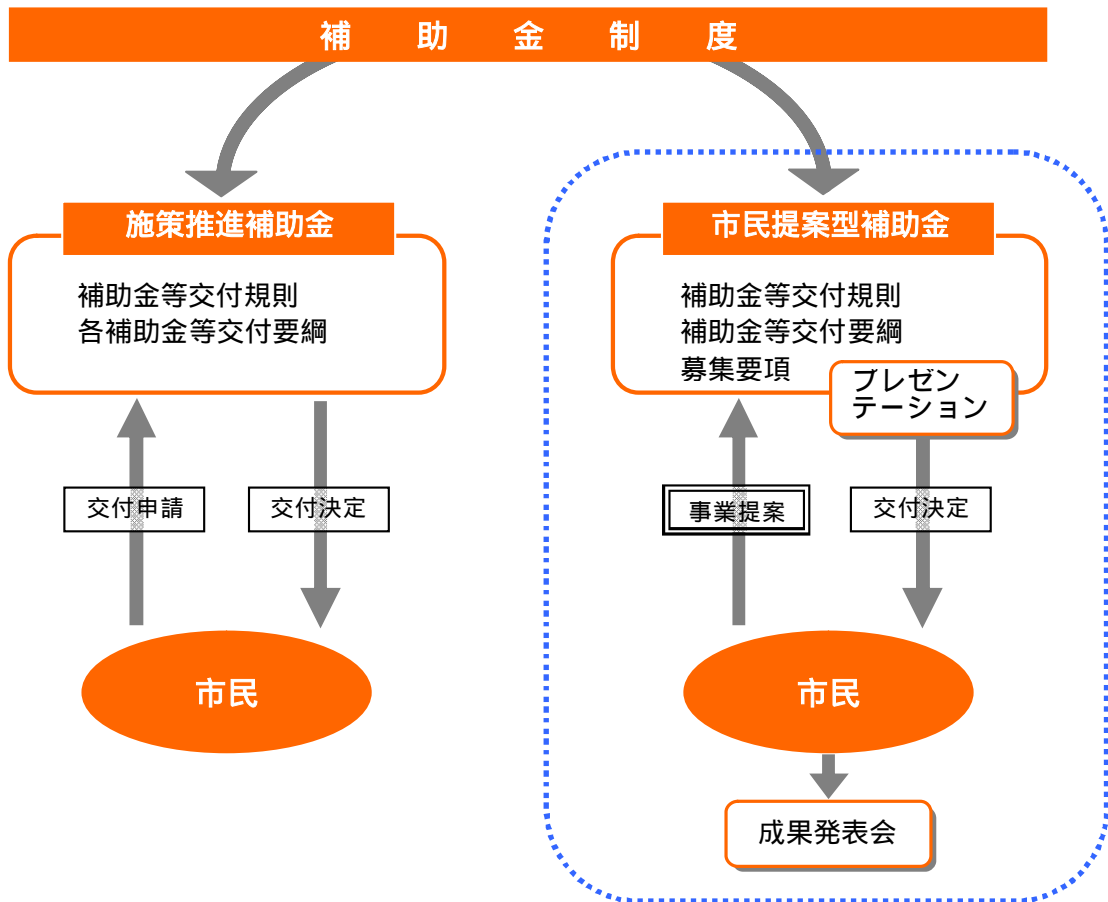 補助金制度
施策推進補助金
補助金等交付規則
各補助金等交付要綱
交付申請
交付決定
市民
市民提案型補助金
補助金等交付規則
補助金等交付要綱
募集要項
プレゼン
テーション
事業提案
交付決定
市民
成果発表会